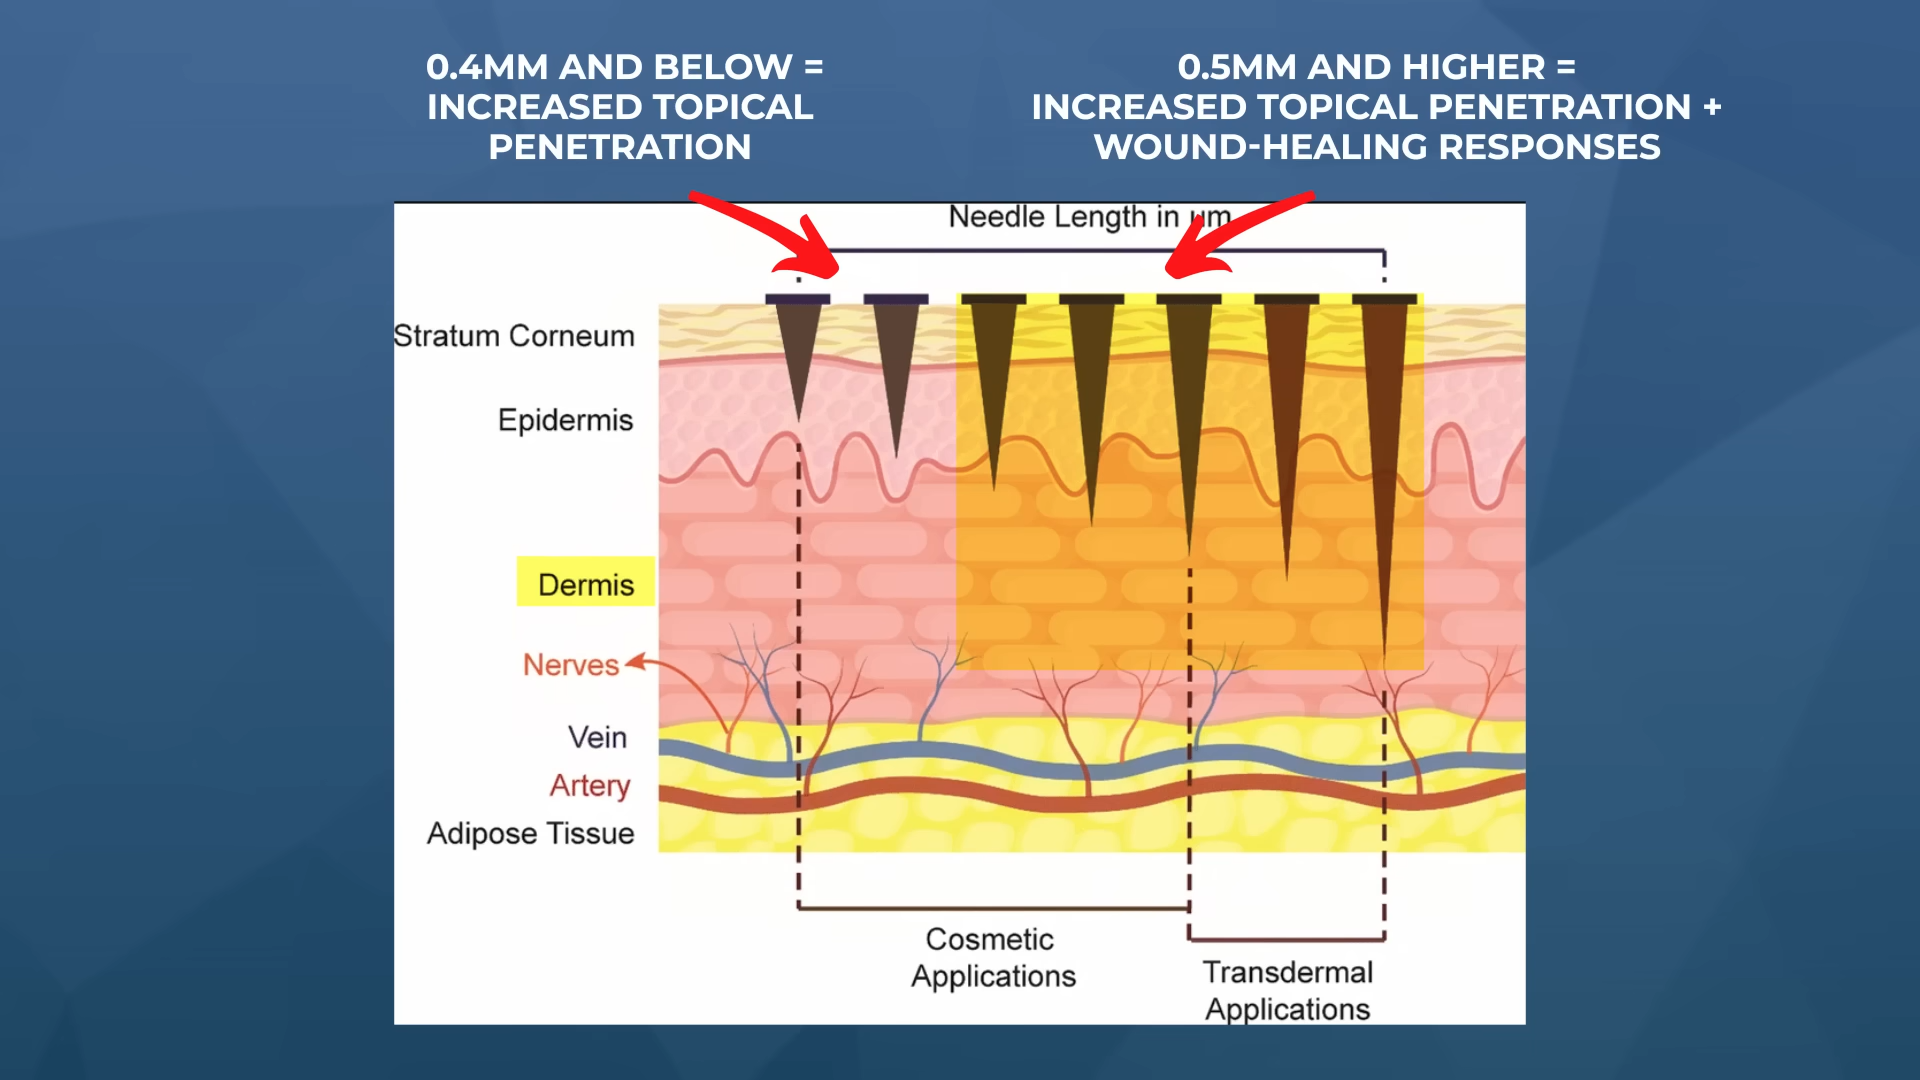 0.4MM AND BELOW =
INCREASED TOPICAL
PENETRATION
0.5MM AND HIGHER =
INCREASED TOPICAL PENETRATION +
WOUND-HEALING RESPONSES
Needle Length in um
Stratum Corneum
Epidermis
Dermis
Nerves
Vein
Artery
Adipose Tissue
Cosmetic
Applications
Transdermal
Applications